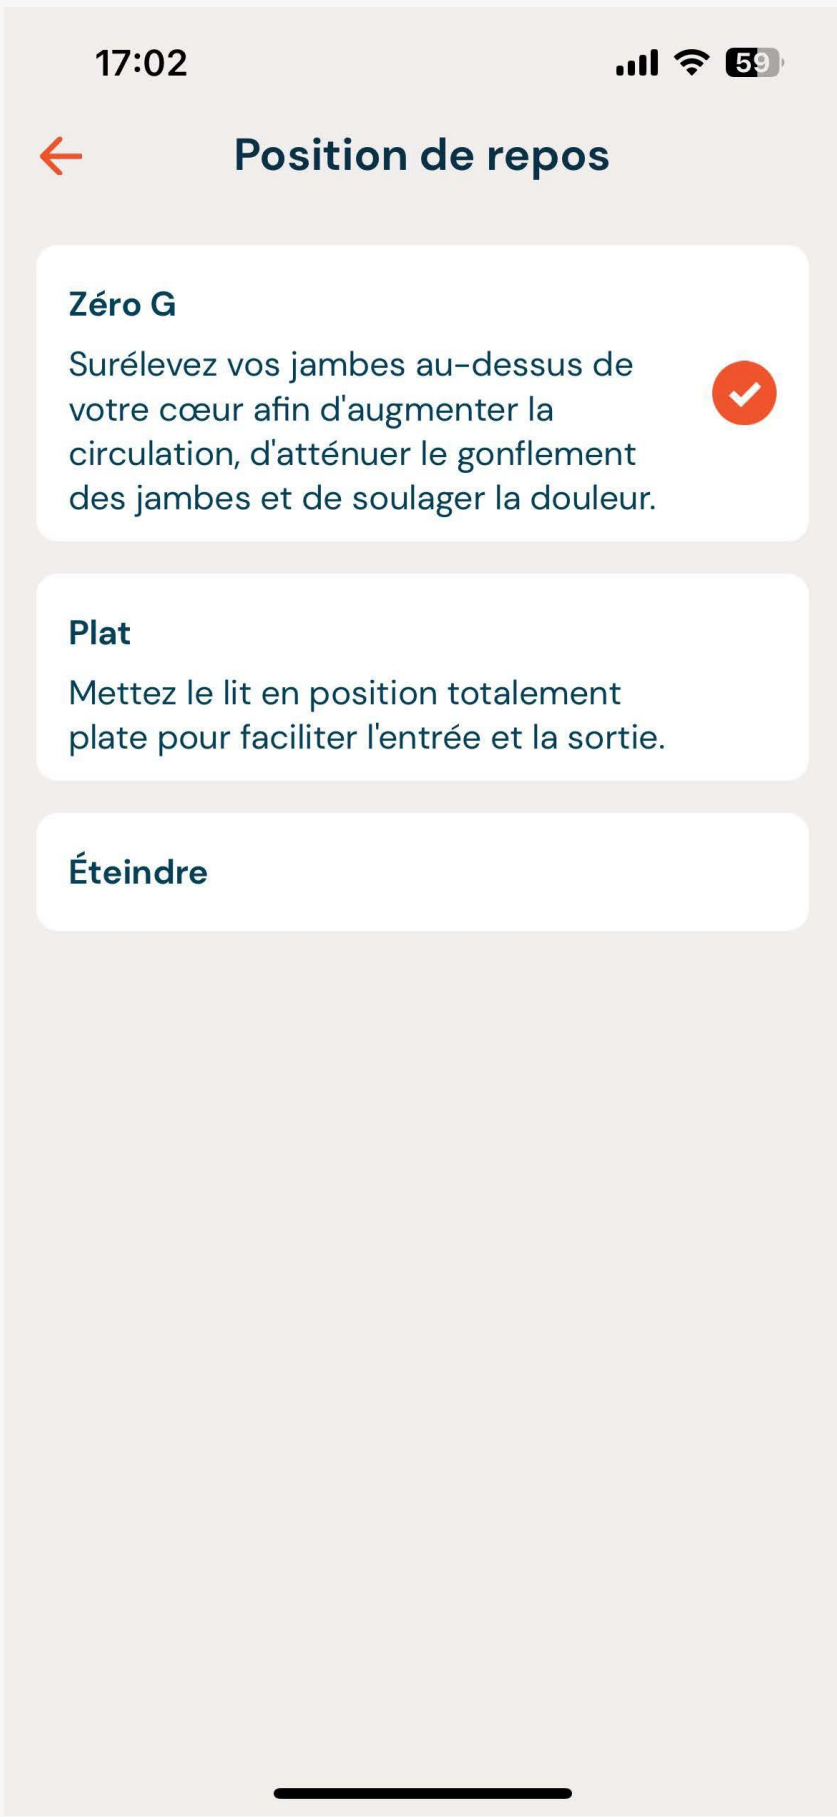 17:02
59
Position de repos
Zéro G
Surélevez vos jambes au-dessus de
votre cœur afin d'augmenter la
circulation, d'atténuer le gonflement
des jambes et de soulager la douleur.
Plat
Mettez le lit en position totalement
plate pour faciliter l'entrée et la sortie.
Éteindre